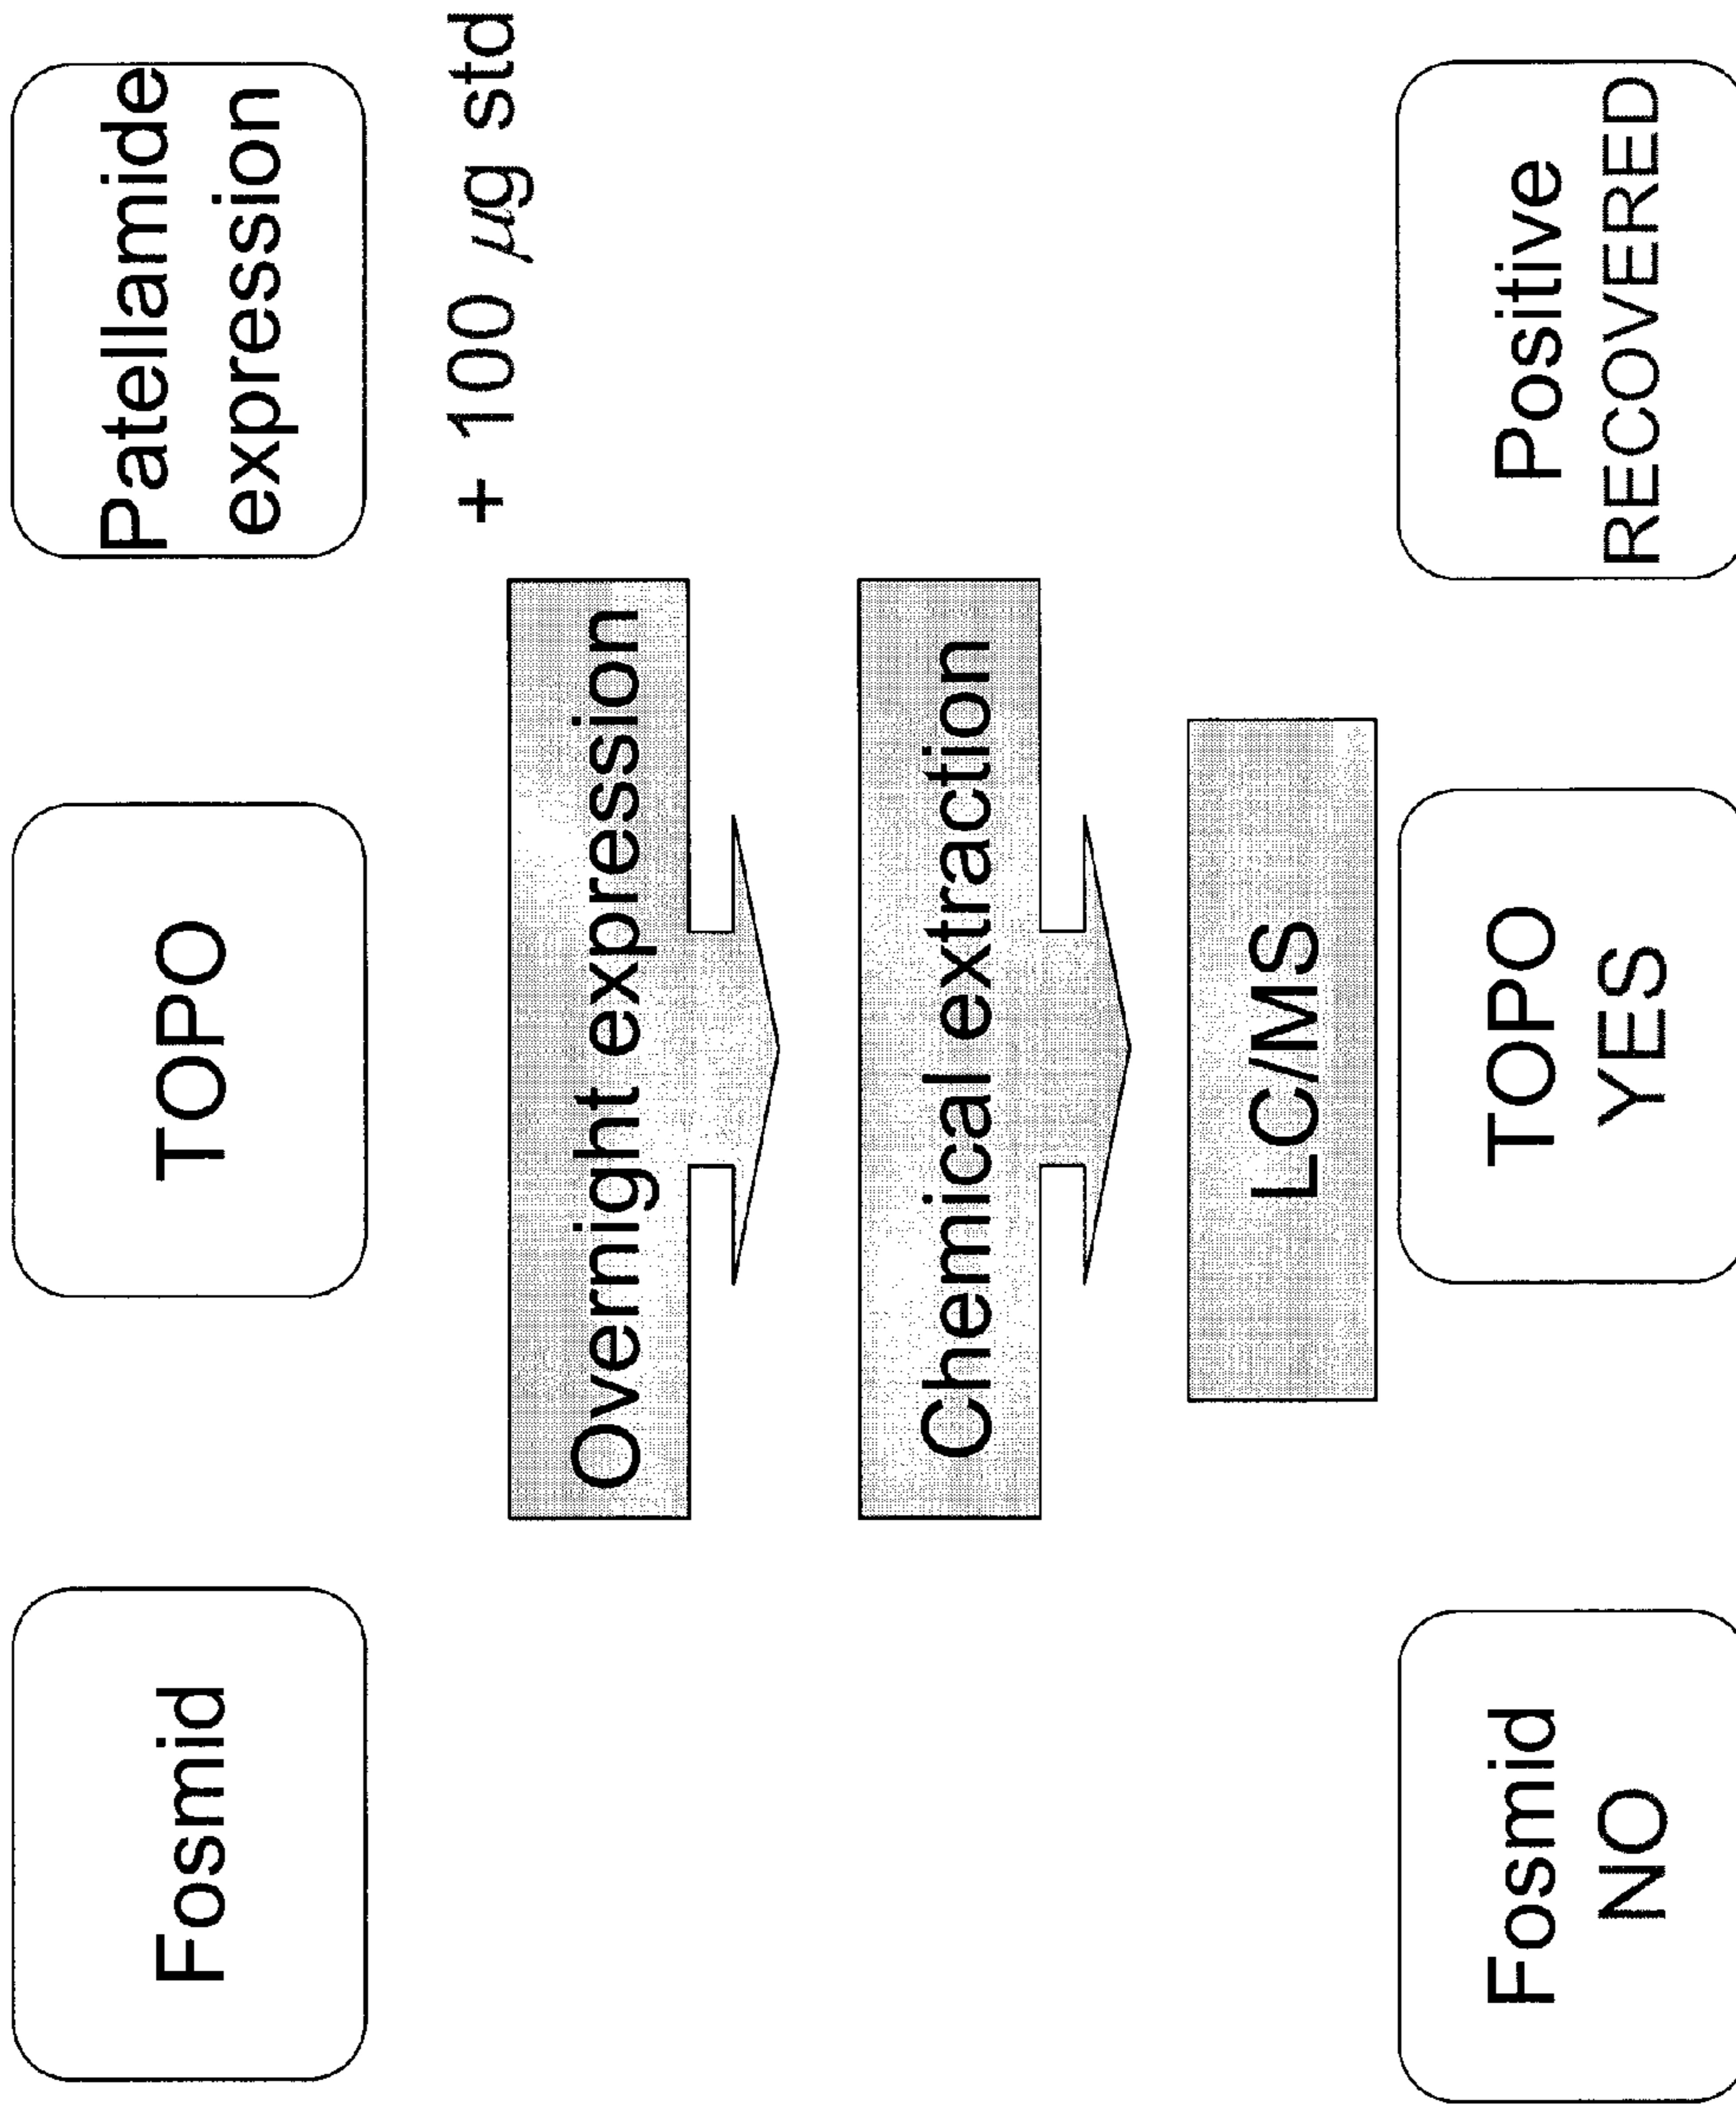 Fosmid
TOPO
Patellamide
expression
+ 100 μg std
Overnight expression
Chemical extraction
LC/MS
Fosmid
NO
TOPO
YES
Positive
RECOVERED